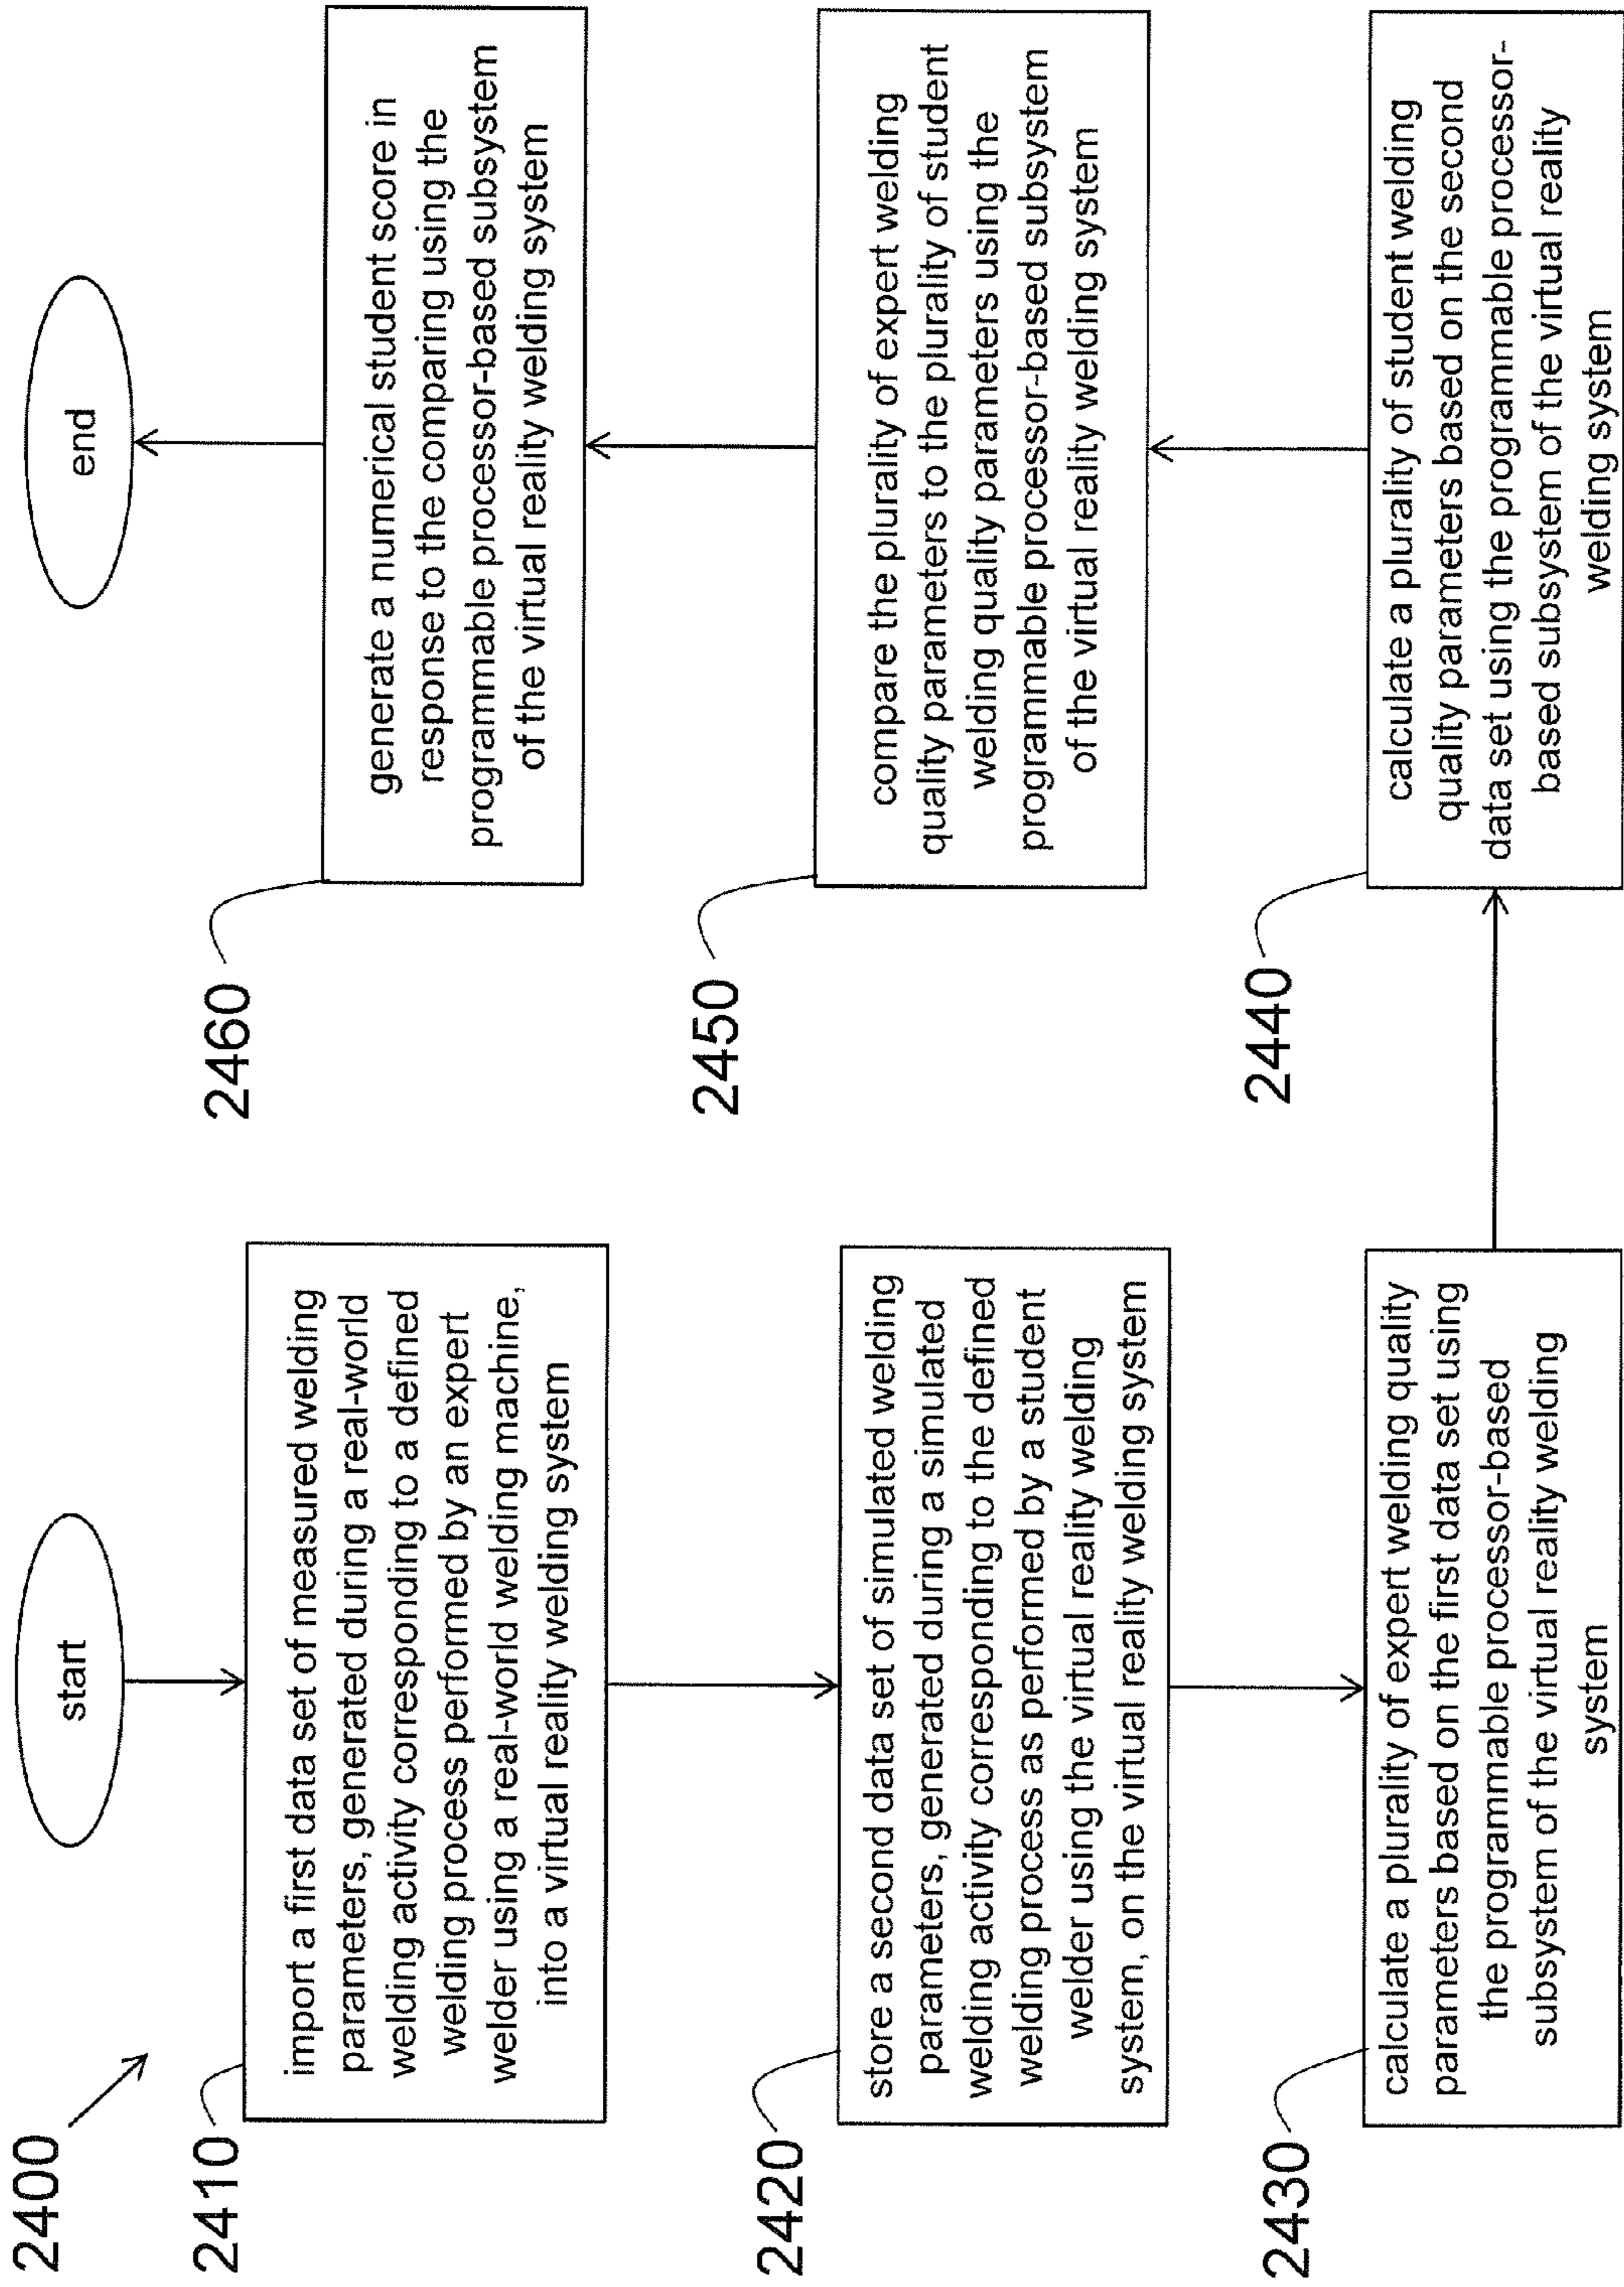 2400
start
2410
import a first data set of measured welding
parameters, generated during a real-world
welding activity corresponding to a defined
welding process performed by an expert
welder using a real-world welding machine,
into a virtual reality welding system
2420
store a second data set of simulated welding
parameters, generated during a simulated
welding activity corresponding to the defined
welding process as performed by a student
welder using the virtual reality welding
system, on the virtual reality welding system
2430
calculate a plurality of expert welding quality
parameters based on the first data set using
the programmable processor-based
subsystem of the virtual reality welding
system
2440
calculate a plurality of student welding
quality parameters based on the second
data set using the programmable processor-
based subsystem of the virtual reality
welding system
2450
compare the plurality of expert welding
quality parameters to the plurality of student
welding quality parameters using the
programmable processor-based subsystem
of the virtual reality welding system
2460
generate a numerical student score in
response to the comparing using the
programmable processor-based subsystem
of the virtual reality welding system
end